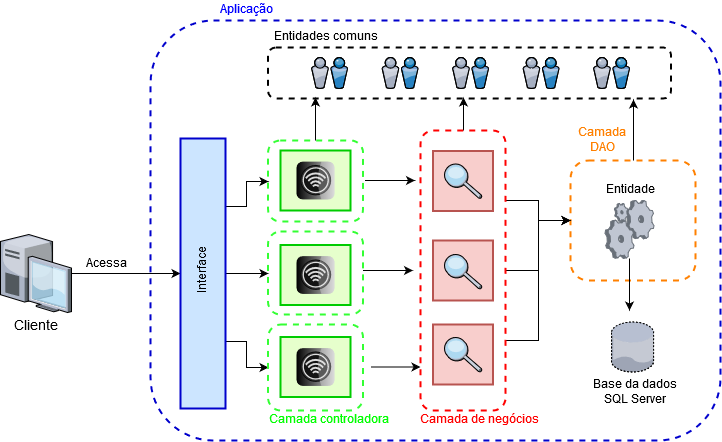 Aplicação
Entidades comuns
Camada
DAO
Entidade
Interface
Acessa
Cliente
Base da dados
SQL Server
Camada controladora
Camada de negócios